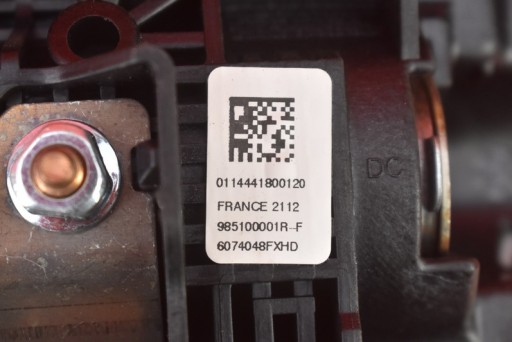 0114441800120
FRANCE 2112
985100001R-F
6074048FXHD
DC